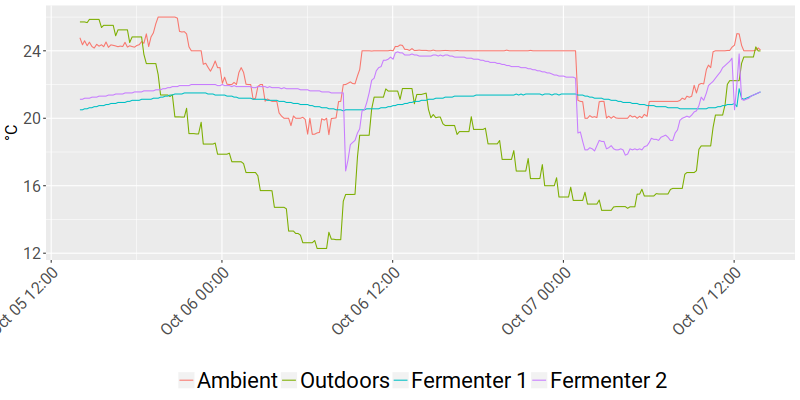 °C
24
20
16
12
Oct 05 12:00
Oct 06 00:00
Oct 06 12:00
Oct 07 00:00
Oct 07 12:00
Ambient Outdoors Fermenter 1 Fermenter 2